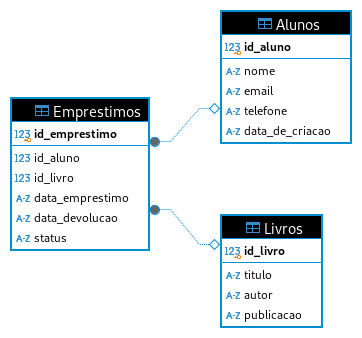 Alunos
123 id_aluno
A-Z nome
A-Z email
A-Z telefone
A-Z data_de_criacao
Emprestimos
123 id_emprestimo
123 id_aluno
123 id_livro
A-Z data_emprestimo
A-Z data_devolucao
A-Z status
Livros
123 id_livro
A-Z titulo
A-Z autor
A-Z publicacao